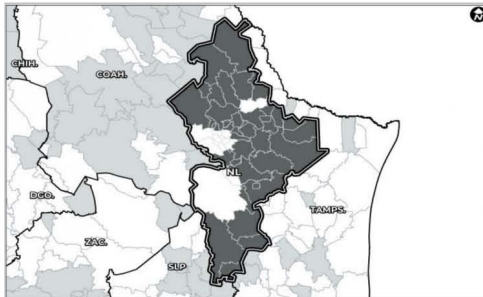 CHIH.
COAH.
NL
DGO.
TAMPS.
ZAC.
SLP